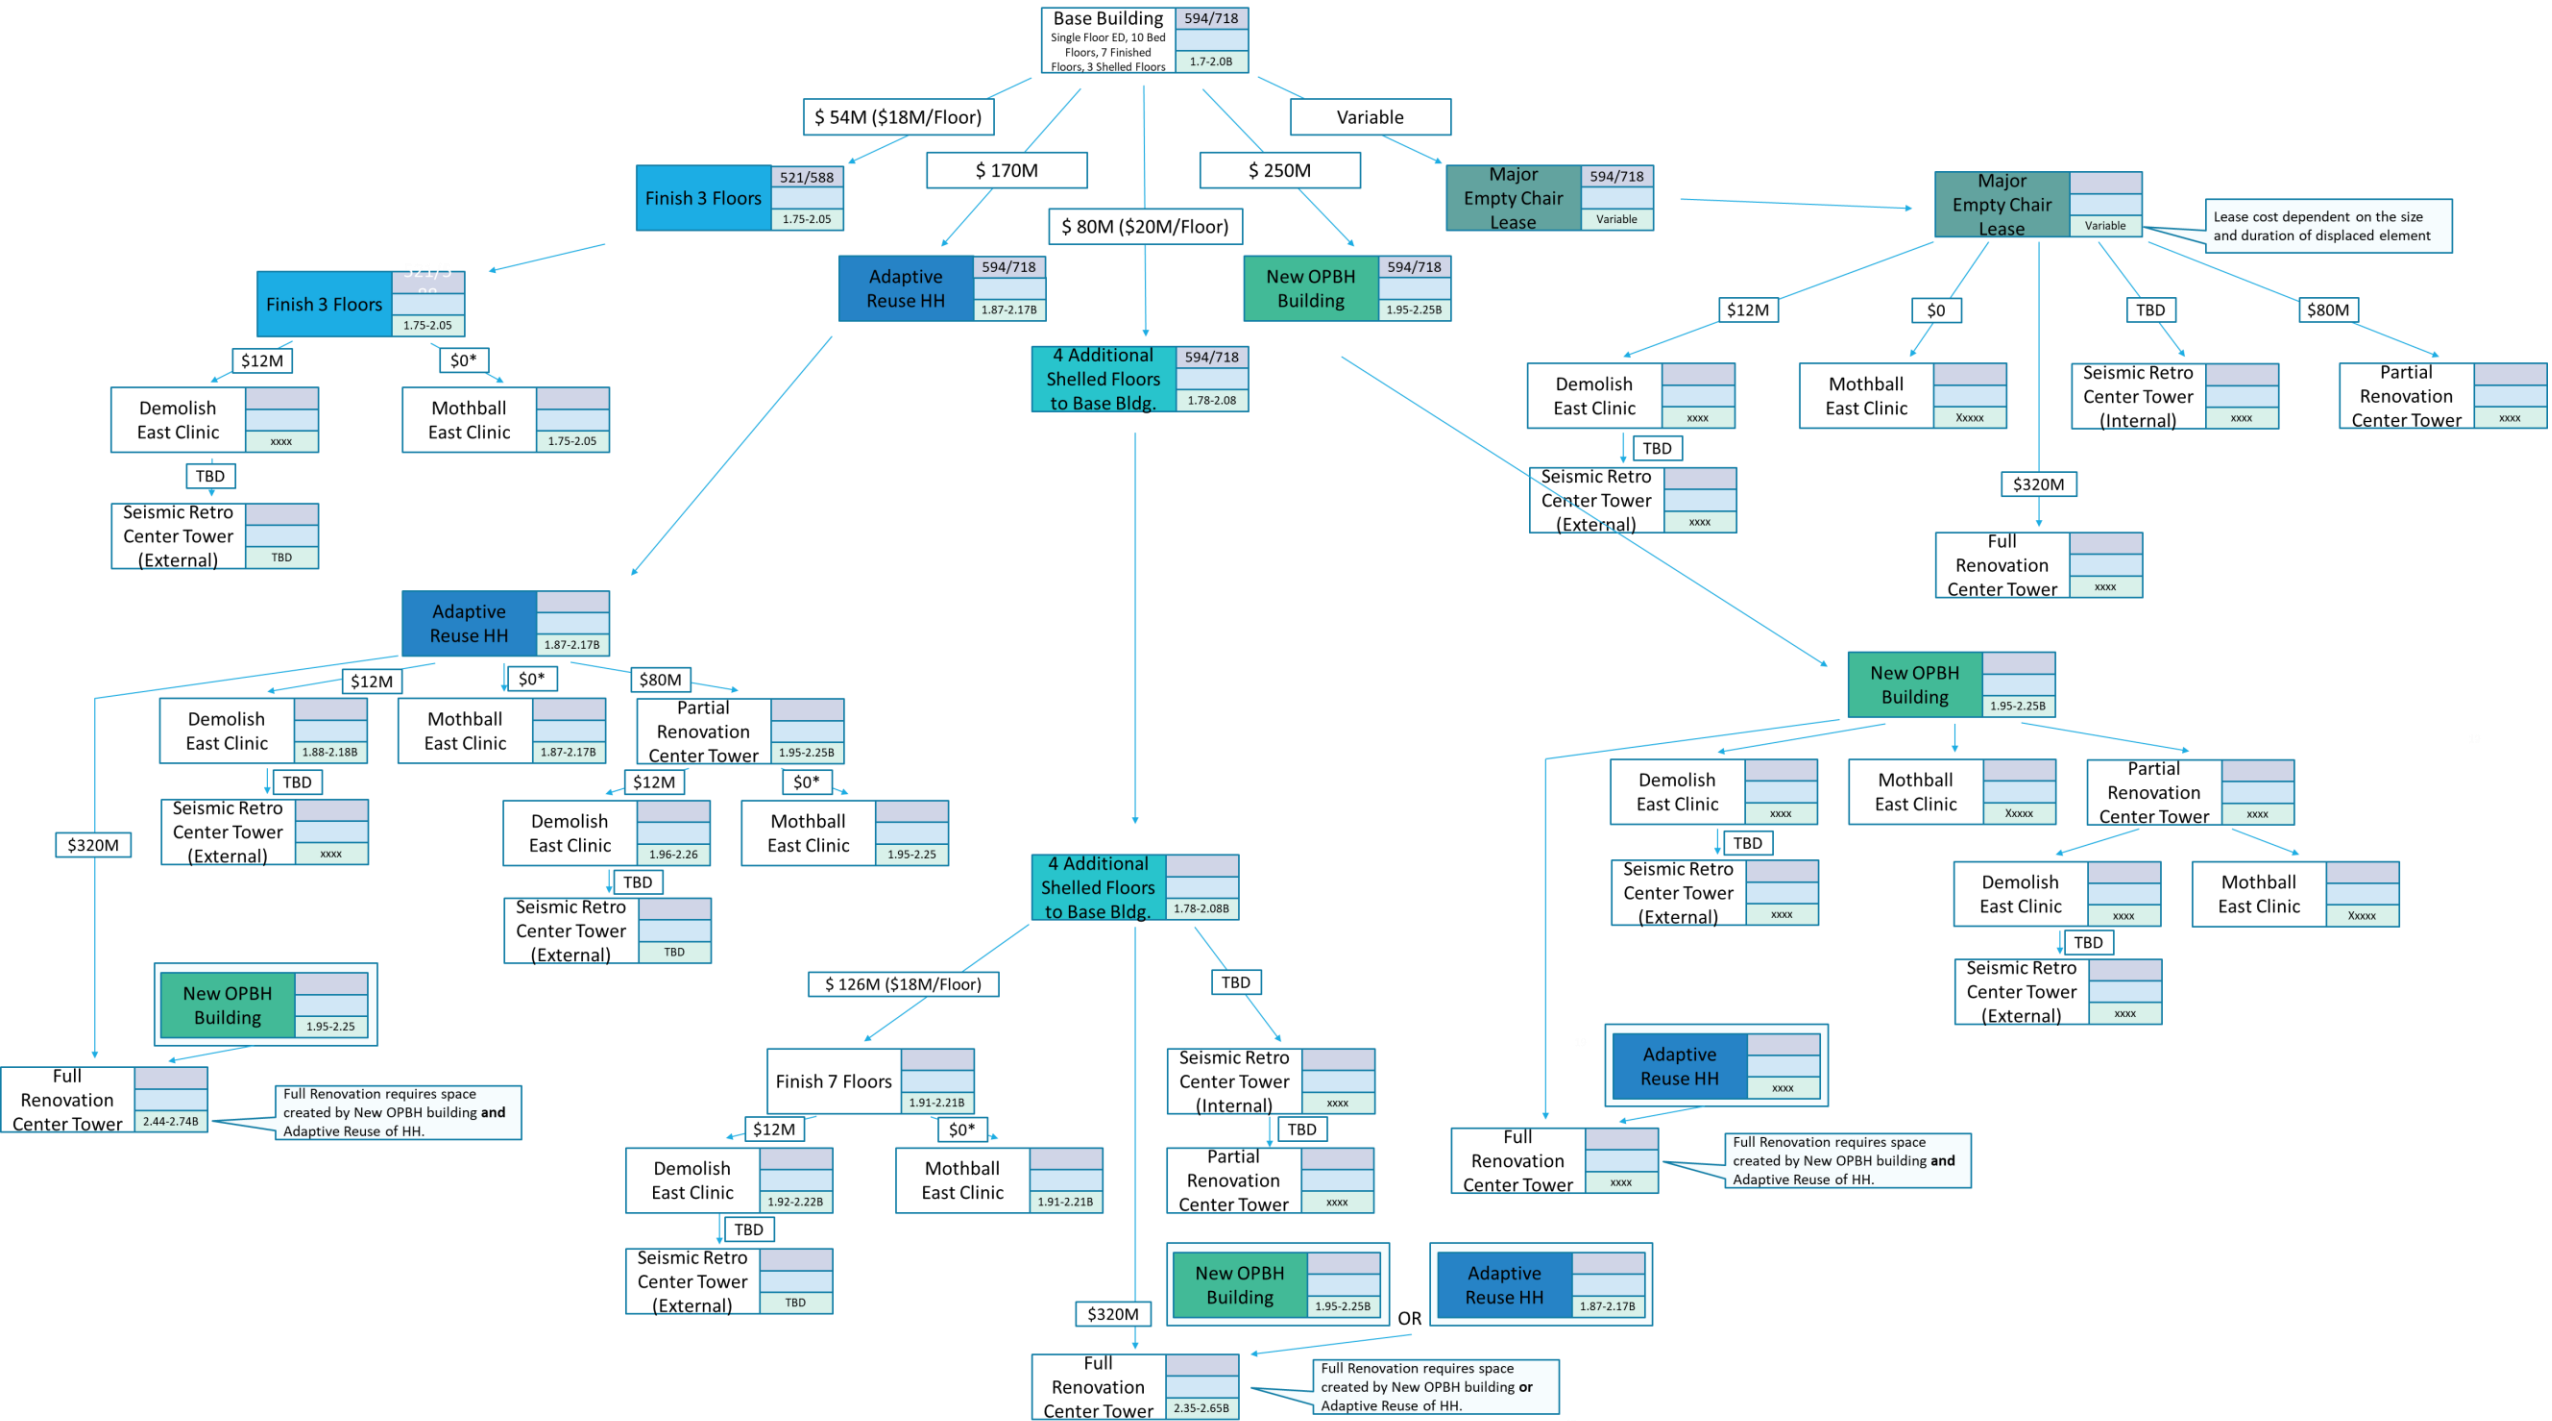 Base Building
Single Floor ED, 10 Bed
Floors, 7 Finished
Floors, 3 Shelled Floors
594/718
1.7-2.0B
$ 54M ($18M/Floor)
$ 170M
$ 80M ($20M/Floor)
$ 250M
Variable
Finish 3 Floors
521/588
1.75-2.05
Adaptive
Reuse HH
594/718
1.87-2.17B
4 Additional
Shelled Floors
to Base Bldg.
594/718
1.78-2.08
New OPBH
Building
594/718
1.95-2.25B
Major
Empty Chair
Lease
594/718
Variable
Major
Empty Chair
Lease
Variable
Lease cost dependent on the size
and duration of displaced element
$12M
$0
TBD
$80M
Demolish
East Clinic
xxxx
Mothball
East Clinic
Xxxxx
Seismic Retro
Center Tower
(Internal)
xxxx
Partial
Renovation
Center Tower
xxxx
TBD
Seismic Retro
Center Tower
(External)
xxxx
$320M
Full
Renovation
Center Tower
xxxx
Finish 3 Floors
1.75-2.05
$12M
$0*
Demolish
East Clinic
xxxx
Mothball
East Clinic
1.75-2.05
TBD
Seismic Retro
Center Tower
(External)
TBD
Adaptive
Reuse HH
1.87-2.17B
$12M
$0*
$80M
Demolish
East Clinic
1.88-2.18B
Mothball
East Clinic
1.87-2.17B
Partial
Renovation
Center Tower
1.95-2.25B
TBD
Seismic Retro
Center Tower
(External)
xxxx
$12M
$0*
Demolish
East Clinic
1.96-2.26
Mothball
East Clinic
1.95-2.25
TBD
Seismic Retro
Center Tower
(External)
TBD
$320M
New OPBH
Building
1.95-2.25
Full
Renovation
Center Tower
2.44-2.74B
Full Renovation requires space
created by New OPBH building and
Adaptive Reuse of HH.
4 Additional
Shelled Floors
to Base Bldg.
1.78-2.08B
$ 126M ($18M/Floor)
TBD
Finish 7 Floors
1.91-2.21B
Seismic Retro
Center Tower
(Internal)
xxxx
$12M
$0*
TBD
Demolish
East Clinic
1.92-2.22B
Mothball
East Clinic
1.91-2.21B
Partial
Renovation
Center Tower
xxxx
TBD
Seismic Retro
Center Tower
(External)
TBD
$320M
New OPBH
Building
1.95-2.25B
OR
Adaptive
Reuse HH
1.87-2.17B
Full
Renovation
Center Tower
2.35-2.65B
Full Renovation requires space
created by New OPBH building or
Adaptive Reuse of HH.
New OPBH
Building
1.95-2.25B
Demolish
East Clinic
xxxx
Mothball
East Clinic
Xxxxx
Partial
Renovation
Center Tower
xxxx
TBD
Seismic Retro
Center Tower
(External)
xxxx
Demolish
East Clinic
xxxx
Mothball
East Clinic
Xxxxx
TBD
Seismic Retro
Center Tower
(External)
xxxx
Adaptive
Reuse HH
xxxx
Full
Renovation
Center Tower
xxxx
Full Renovation requires space
created by New OPBH building and
Adaptive Reuse of HH.